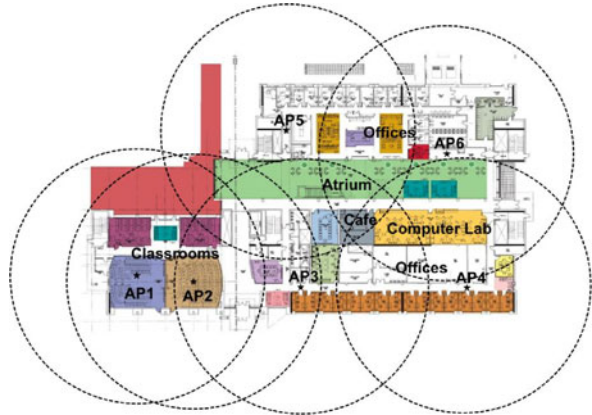 AP5
Offices
AP6
Atrium
Cafe
Computer Lab
Classrooms
Offices
AP1
AP2
AP3
AP4